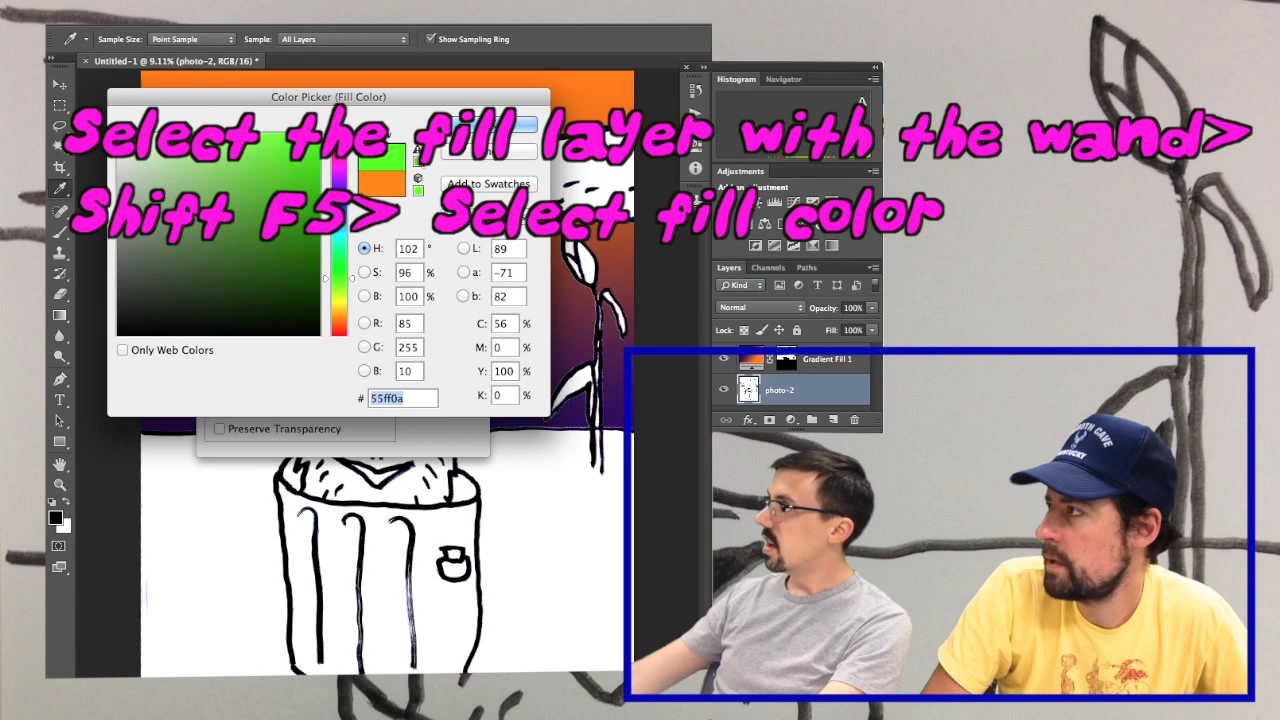 Sample Size: Point Sample Sample: All Layers Show Sampling Ring
Untitled-1 @ 9.11% (photo-2, RGB/16) *
Color Picker (Fill Color)
Histogram Navigator
Select the fill layer with the wand>
Add to Swatches
Adjustments
Shift F5> Select fill color
H: 102 ° L: 89
S: 96 % a: -71
B: 100 % b: 82
R: 85 C: 56 %
G: 255 M: 0 %
B: 10 Y: 100 %
# 55ff0a K: 0 %
Only Web Colors
Preserve Transparency
Layers Channels Paths
Kind
Normal Opacity: 100%
Lock: Fill: 100%
Gradient Fill 1
photo-2
CAVE
KENTUCKY